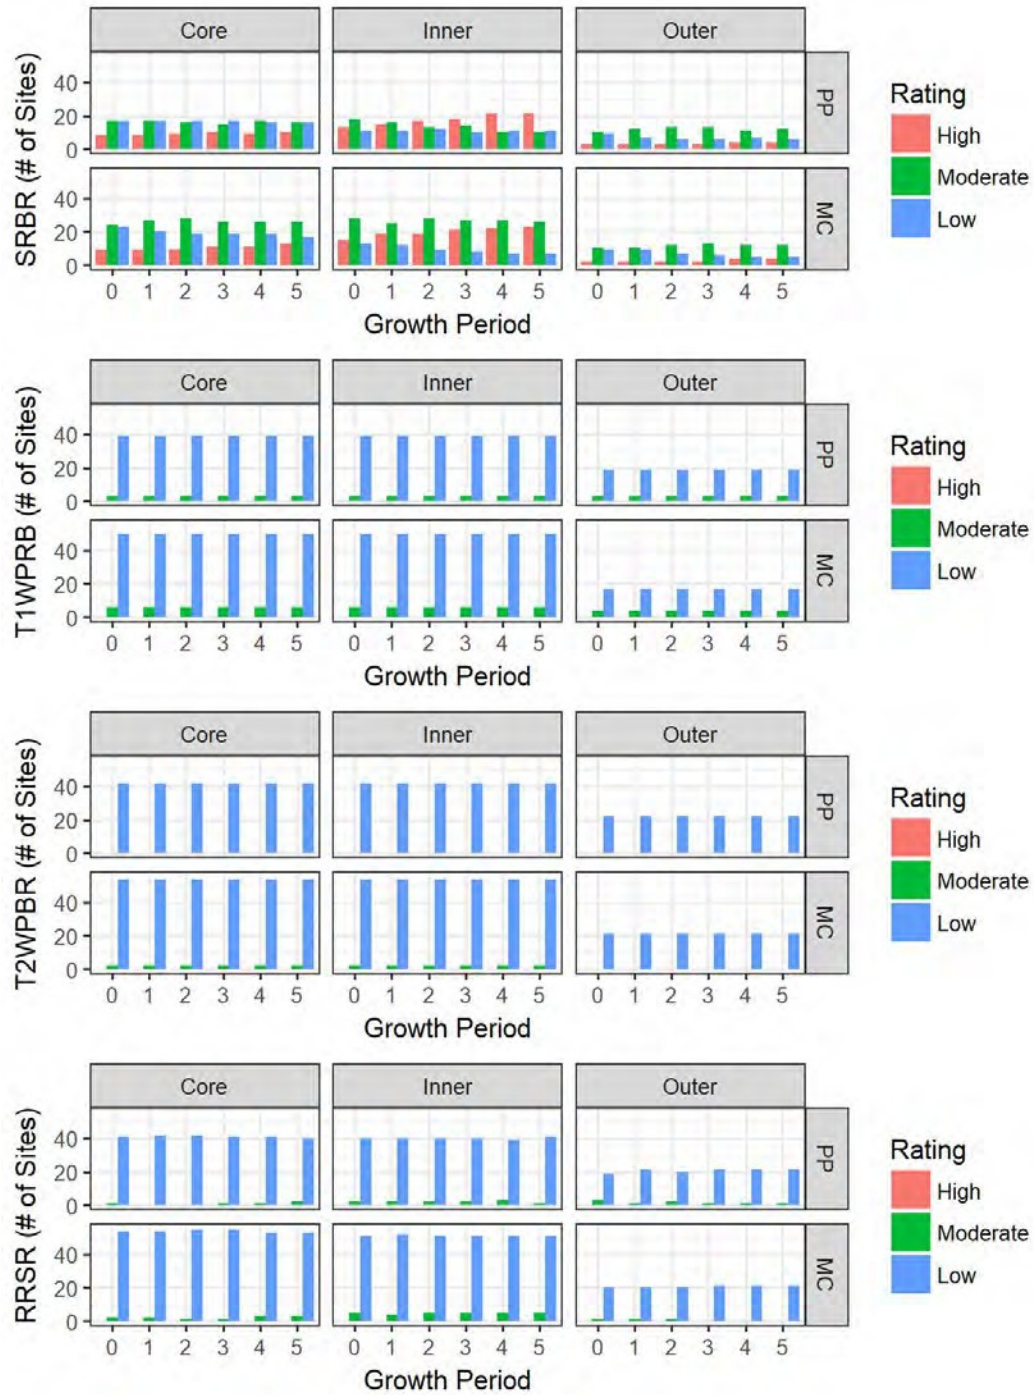 Core Inner Outer
SRBR (# of Sites)
40
20
0
PP
40
20
0
MC
0 1 2 3 4 5 0 1 2 3 4 5 0 1 2 3 4 5
Growth Period
Rating
High
Moderate
Low
Core Inner Outer
T1WPRB (# of Sites)
40
20
0
PP
40
20
0
MC
0 1 2 3 4 5 0 1 2 3 4 5 0 1 2 3 4 5
Growth Period
Rating
High
Moderate
Low
Core Inner Outer
T2WPBR (# of Sites)
40
20
0
PP
40
20
0
MC
0 1 2 3 4 5 0 1 2 3 4 5 0 1 2 3 4 5
Growth Period
Rating
High
Moderate
Low
Core Inner Outer
RRSR (# of Sites)
40
20
0
PP
40
20
0
MC
0 1 2 3 4 5 0 1 2 3 4 5 0 1 2 3 4 5
Growth Period
Rating
High
Moderate
Low